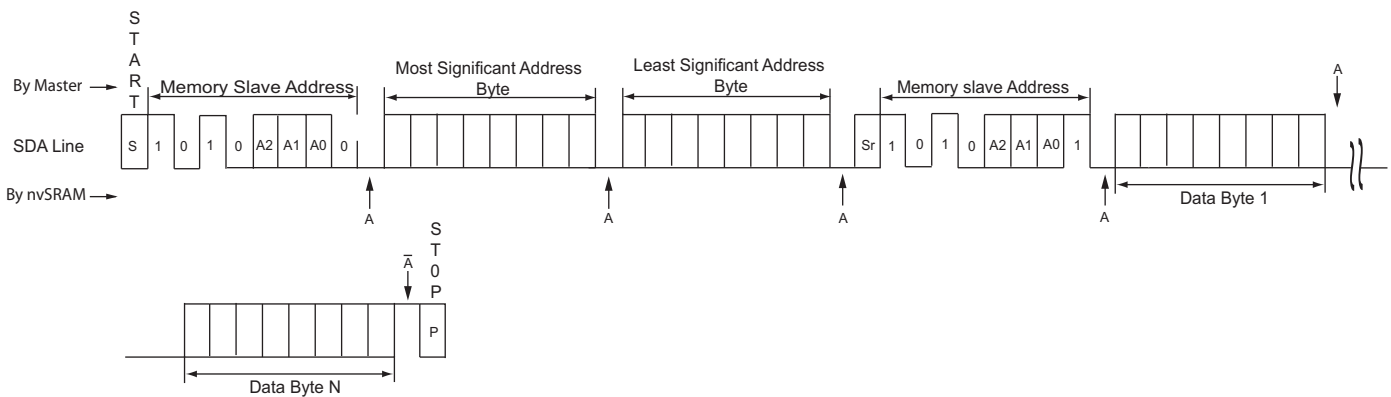 START
By Master
Memory Slave Address
Most Significant Address
Byte
Least Significant Address
Byte
Memory slave Address
A
SDA Line
S 1 0 1 0 A2 A1 A0 0
Sr 1 0 1 0 A2 A1 A0 1
By nvSRAM
A
A
A
A
Data Byte 1
A̅
ST0P
P
Data Byte N